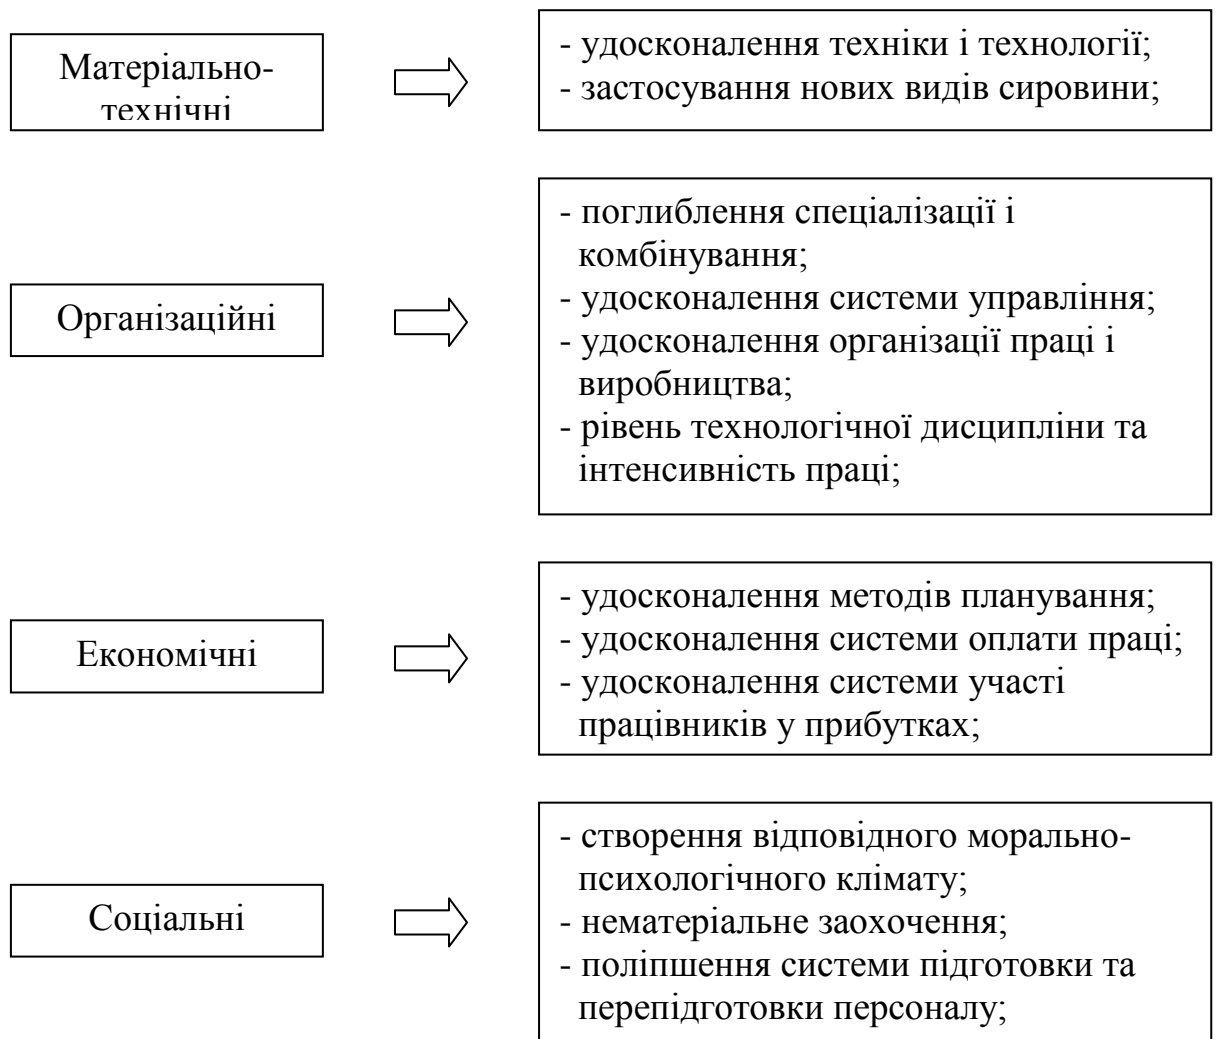 Матеріально-
технічні
- удосконалення техніки і технології;
- застосування нових видів сировини;
Організаційні
- поглиблення спеціалізації і
комбінування;
- удосконалення системи управління;
- удосконалення організації праці і
виробництва;
- рівень технологічної дисципліни та
інтенсивність праці;
Економічні
- удосконалення методів планування;
- удосконалення системи оплати праці;
- удосконалення системи участі
працівників у прибутках;
Соціальні
- створення відповідного морально-
психологічного клімату;
- нематеріальне заохочення;
- поліпшення системи підготовки та
перепідготовки персоналу;